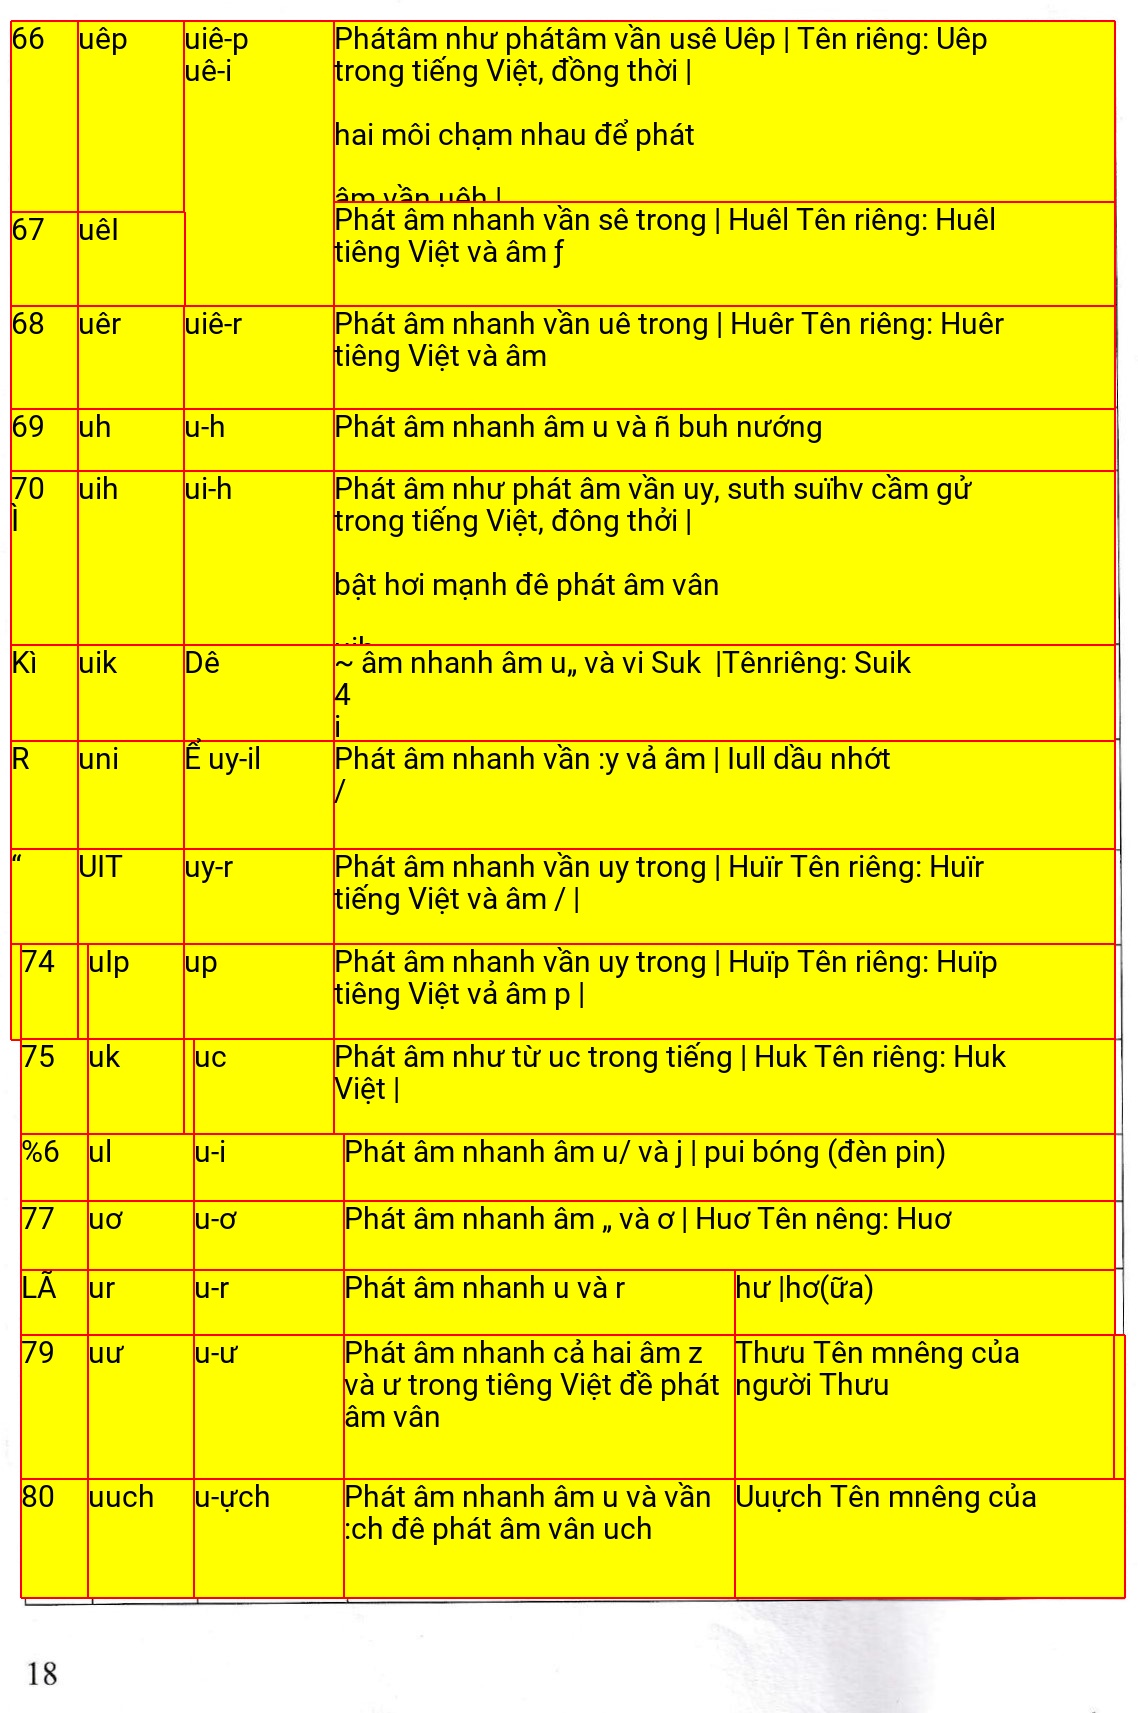 66 uêp uiê-p Phátâm như phátâm vần usê Uêp | Tên riêng: Uêp
uê-i trong tiếng Việt, đồng thời |
hai môi chạm nhau để phát
âm vần uêh |
67 uêl Phát âm nhanh vần sê trong | Huêl Tên riêng: Huêl
tiêng Việt và âm ƒ
68 uêr uiê-r Phát âm nhanh vần uê trong | Huêr Tên riêng: Huêr
tiêng Việt và âm
69 uh u-h Phát âm nhanh âm u và ñ buh nướng
70 uih ui-h Phát âm như phát âm vần uy, suth suïhv cầm gử
Ì trong tiếng Việt, đông thởi |
bật hơi mạnh đê phát âm vân
uih
Kì uik Dê ~ âm nhanh âm u„ và vi Suk |Tênriêng: Suik
4
i
R uni Ể uy-il Phát âm nhanh vần :y vả âm | Iull dầu nhớt
/
“ UIT uy-r Phát âm nhanh vần uy trong | Huïr Tên riêng: Huïr
tiếng Việt và âm / |
74 ulp up Phát âm nhanh vần uy trong | Huïp Tên riêng: Huïp
tiêng Việt vả âm p |
75 uk uc Phát âm như từ uc trong tiếng | Huk Tên riêng: Huk
Việt |
%6 ul u-i Phát âm nhanh âm u/ và j | pui bóng (đèn pin)
77 uơ u-ơ Phát âm nhanh âm „ và ơ | Huơ Tên nêng: Huơ
LÃ ur u-r Phát âm nhanh u và r hư |hơ(ữa)
79 uư u-ư Phát âm nhanh cả hai âm z Thưu Tên mnêng của
và ư trong tiêng Việt đề phát người Thưu
âm vân
80 uuch u-ựch Phát âm nhanh âm u và vần Uuựch Tên mnêng của
:ch đê phát âm vân uch
18